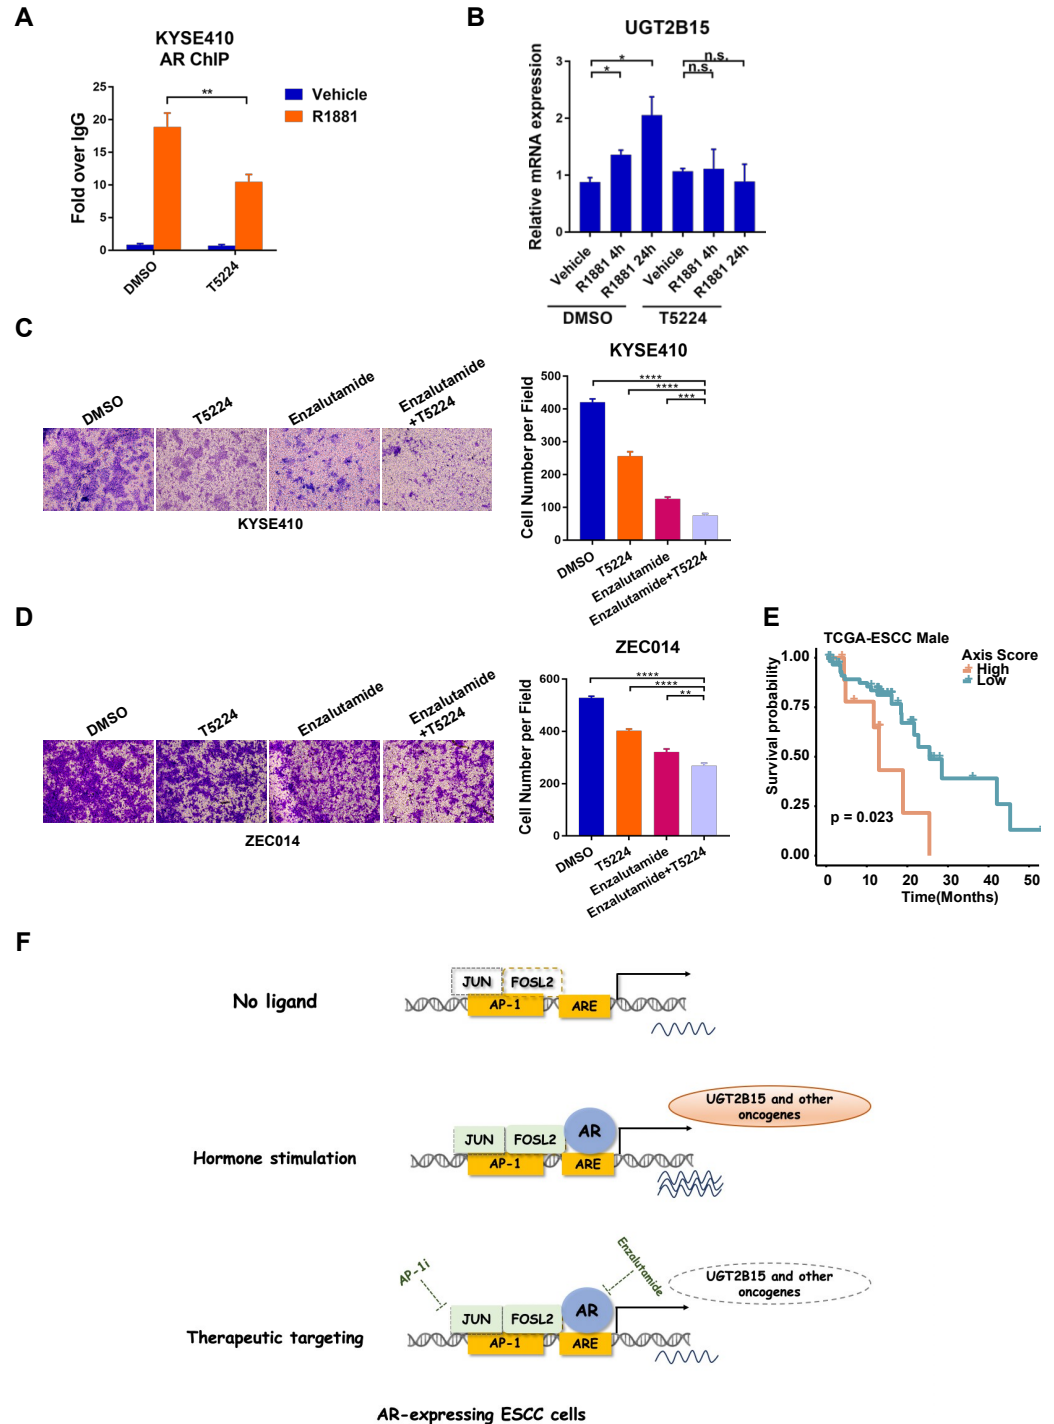 A
KYSE410
AR ChIP
Fold over IgG
25
20
15
10
5
0
**
Vehicle
R1881
DMSO
T5224
B
UGT2B15
Relative mRNA expression
3
2
1
0
*
*
n.s.
n.s.
Vehicle
R1881 4h
R1881 24h
Vehicle
R1881 4h
R1881 24h
DMSO
T5224
C
DMSO
T5224
Enzalutamide
Enzalutamide
+T5224
KYSE410
KYSE410
Cell Number per Field
500
400
300
200
100
0
****
****
***
DMSO
T5224
Enzalutamide
Enzalutamide+T5224
D
DMSO
T5224
Enzalutamide
Enzalutamide
+T5224
ZEC014
ZEC014
Cell Number per Field
600
400
200
0
****
****
**
DMSO
T5224
Enzalutamide
Enzalutamide+T5224
E
TCGA-ESCC Male
Axis Score
High
Low
Survival probability
1.00
0.75
0.50
0.25
0.00
p = 0.023
0 10 20 30 40 50
Time(Months)
F
No ligand
JUN FOSL2
AP-1 ARE
Hormone stimulation
JUN FOSL2 AR
AP-1 ARE
UGT2B15 and other
oncogenes
Therapeutic targeting
AP-1i
Enzalutamide
JUN FOSL2 AR
AP-1 ARE
UGT2B15 and other
oncogenes
AR-expressing ESCC cells